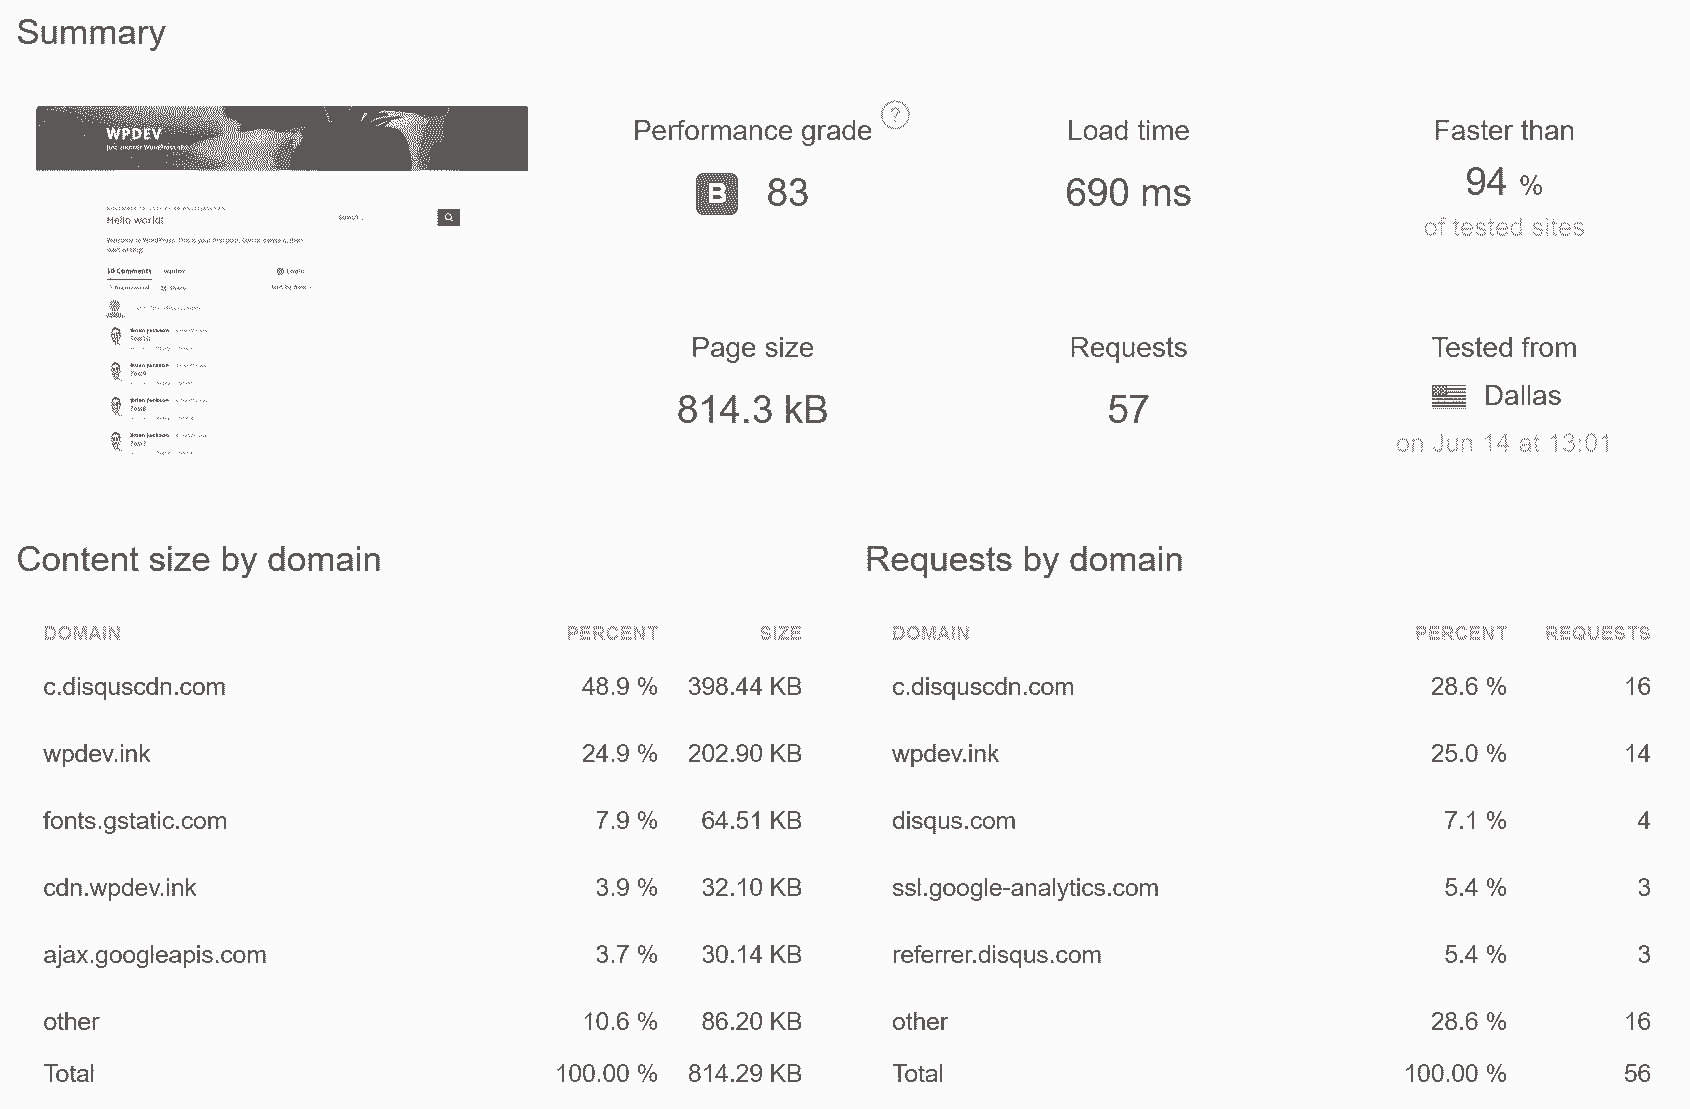 Summary
WPDEV
Hello world!
Performance grade ?
B 83
Load time
690 ms
Faster than
94 %
of tested sites
Page size
814.3 kB
Requests
57
Tested from
Dallas
on Jun 14 at 13:01
Content size by domain
DOMAIN PERCENT SIZE
c.disquscdn.com 48.9 % 398.44 KB
wpdev.ink 24.9 % 202.90 KB
fonts.gstatic.com 7.9 % 64.51 KB
cdn.wpdev.ink 3.9 % 32.10 KB
ajax.googleapis.com 3.7 % 30.14 KB
other 10.6 % 86.20 KB
Total 100.00 % 814.29 KB
Requests by domain
DOMAIN PERCENT REQUESTS
c.disquscdn.com 28.6 % 16
wpdev.ink 25.0 % 14
disqus.com 7.1 % 4
ssl.google-analytics.com 5.4 % 3
referrer.disqus.com 5.4 % 3
other 28.6 % 16
Total 100.00 % 56